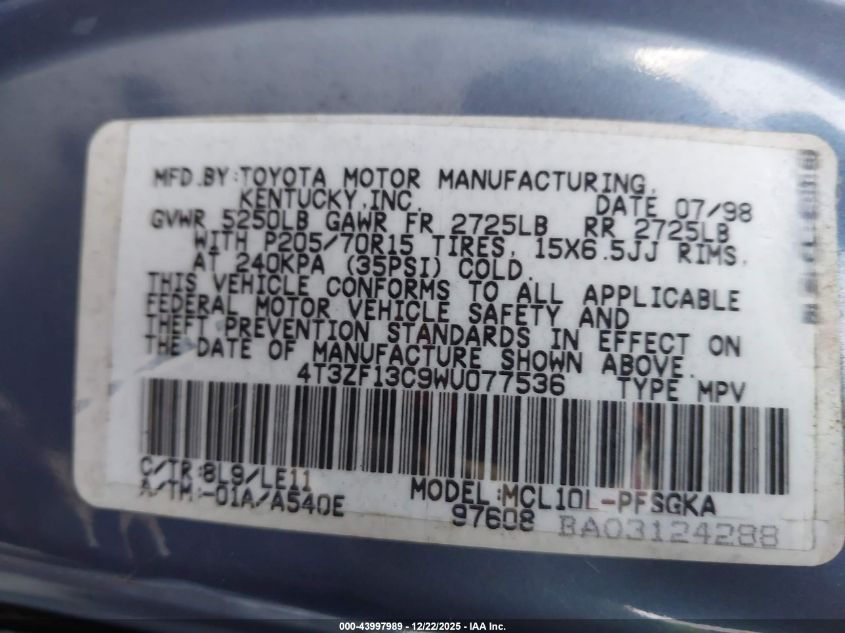 MFD.BY:TOYOTA MOTOR MANUFACTURING,
KENTUCKY,INC. DATE 07/98
GVWR 5250LB GAWR FR 2725LB RR 2725LB
WITH P205/70R15 TIRES, 15X6.5JJ RIMS,
AT 240KPA (35PSI) COLD.
THIS VEHICLE CONFORMS TO ALL APPLICABLE
FEDERAL MOTOR VEHICLE SAFETY AND
THEFT PREVENTION STANDARDS IN EFFECT ON
THE DATE OF MANUFACTURE SHOWN ABOVE.
4T3ZF13C9WU077536 TYPE MPV
C/TR:8L9/LE11 MODEL:MCL10L-PFSGKA
A/TM:-01A/A540E 97608 BA03124288
000-43997989 - 12/22/2025 - IAA Inc.